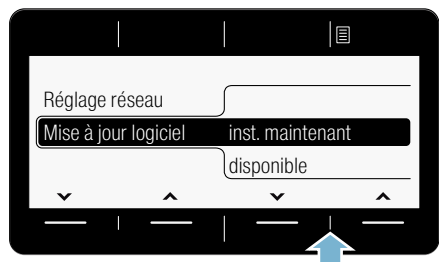 Réglage réseau
Mise à jour logiciel inst. maintenant
disponible